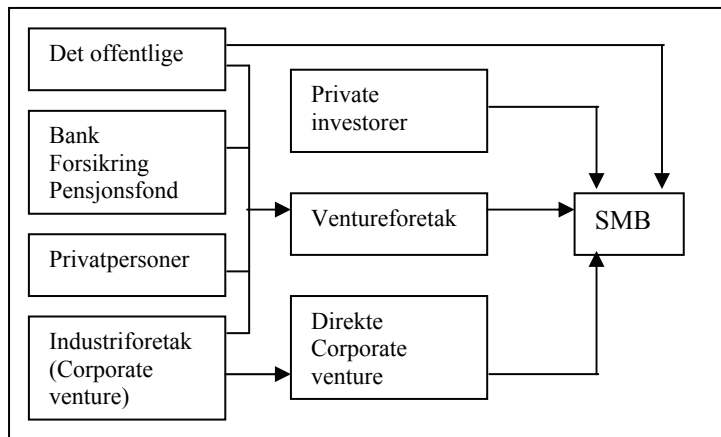 Det offentlige
Bank
Forsikring
Pensjonsfond
Privatpersoner
Industriforetak
(Corporate
venture)
Private
investorer
Ventureforetak
Direkte
Corporate
venture
SMB